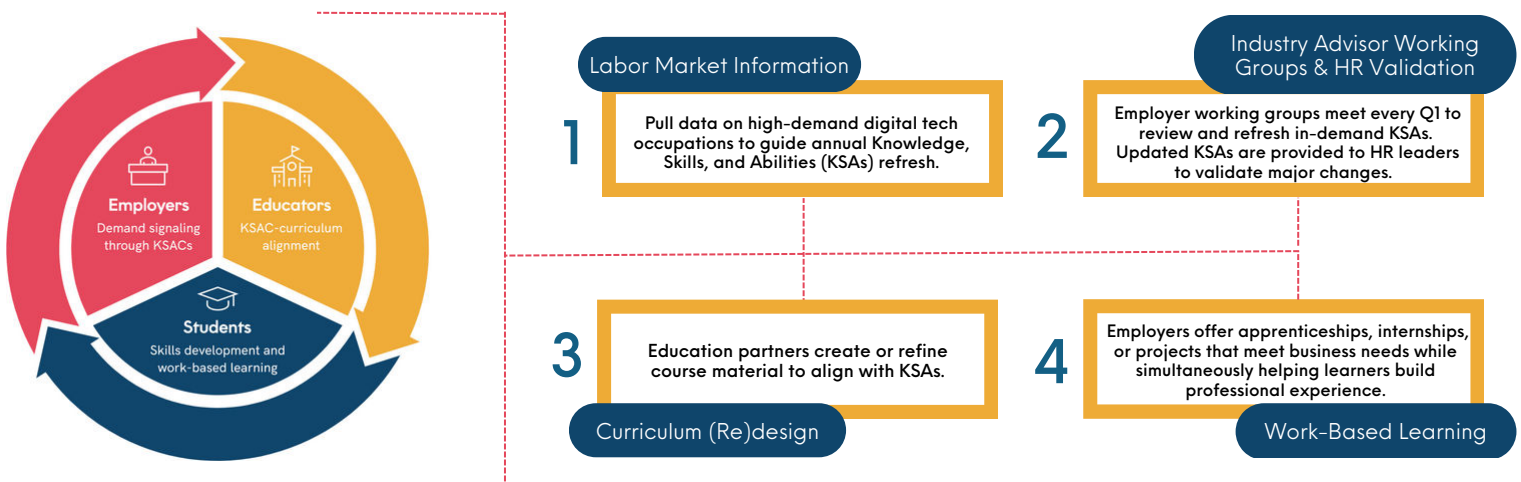 Employers
Demand signaling
through KSACs
Educators
KSAC-curriculum
alignment
Students
Skills development and
work-based learning
Labor Market Information
1
Pull data on high-demand digital tech
occupations to guide annual Knowledge,
Skills, and Abilities (KSAs) refresh.
Industry Advisor Working
Groups & HR Validation
2
Employer working groups meet every Q1 to
review and refresh in-demand KSAs.
Updated KSAs are provided to HR leaders
to validate major changes.
3
Education partners create or refine
course material to align with KSAs.
Curriculum (Re)design
4
Employers offer apprenticeships, internships,
or projects that meet business needs while
simultaneously helping learners build
professional experience.
Work-Based Learning